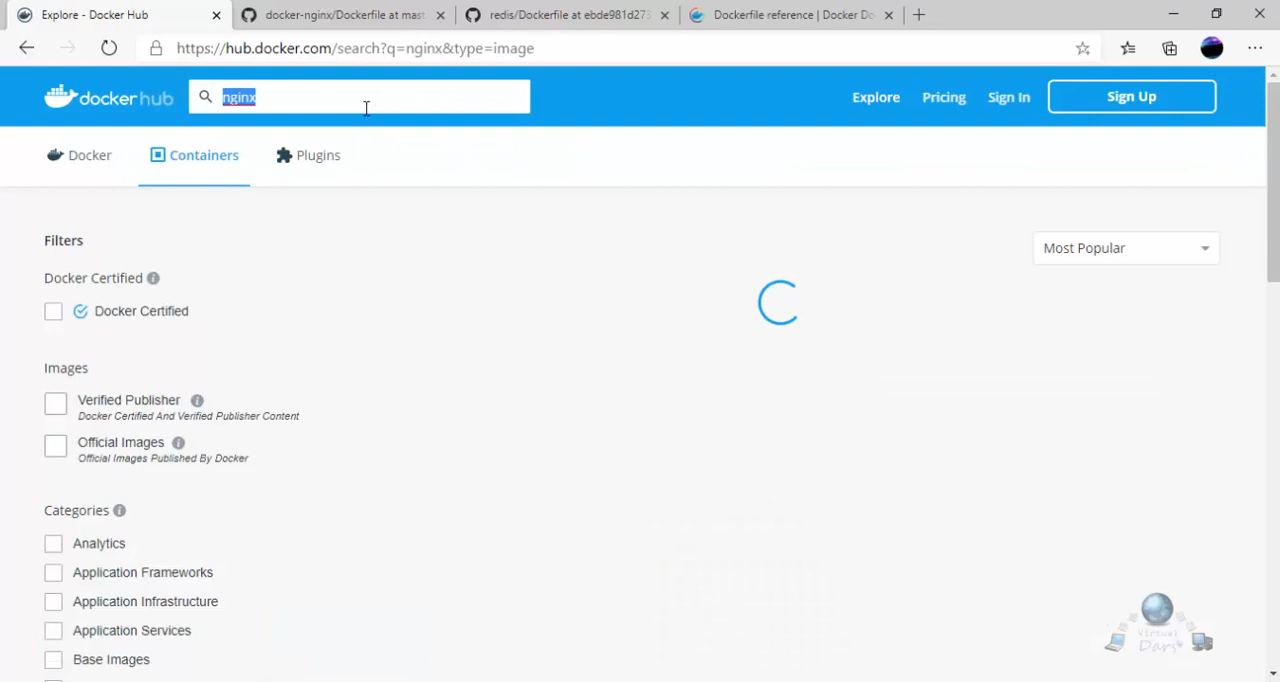 Explore - Docker Hub
docker-nginx/Dockerfile at mast
redis/Dockerfile at ebde981d273
Dockerfile reference | Docker Do
https://hub.docker.com/search?q=nginx&type=image
docker hub
nginx
Explore
Pricing
Sign In
Sign Up
Docker
Containers
Plugins
Filters
Most Popular
Docker Certified
Docker Certified
Images
Verified Publisher
Docker Certified And Verified Publisher Content
Official Images
Official Images Published By Docker
Categories
Analytics
Application Frameworks
Application Infrastructure
Application Services
Base Images
Virtual
Dars